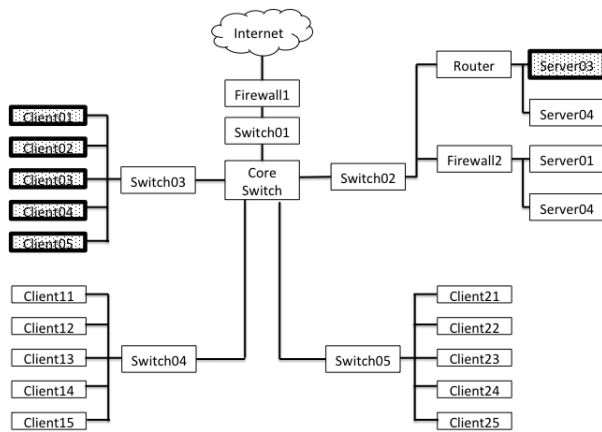 Internet
Router
Server03
Firewall1
Client01
Server04
Switch01
Client02
Firewall2
Server01
Core
Switch
Client03
Switch03
Switch02
Client04
Server04
Client05
Client11
Client21
Client12
Client22
Client13
Switch04
Switch05
Client23
Client14
Client24
Client15
Client25